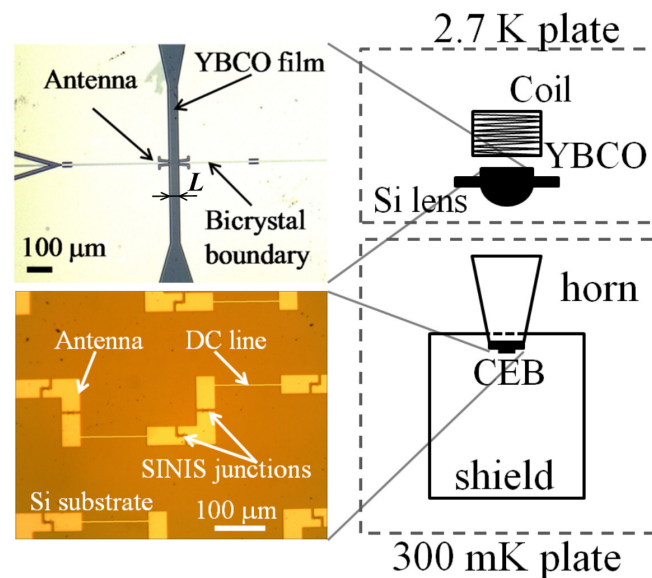 2.7 K plate
YBCO film
Antenna
L
Bicrystal
boundary
100 μm
Coil
YBCO
Si lens
Antenna
DC line
SINIS junctions
Si substrate
100 μm
horn
CEB
shield
300 mK plate